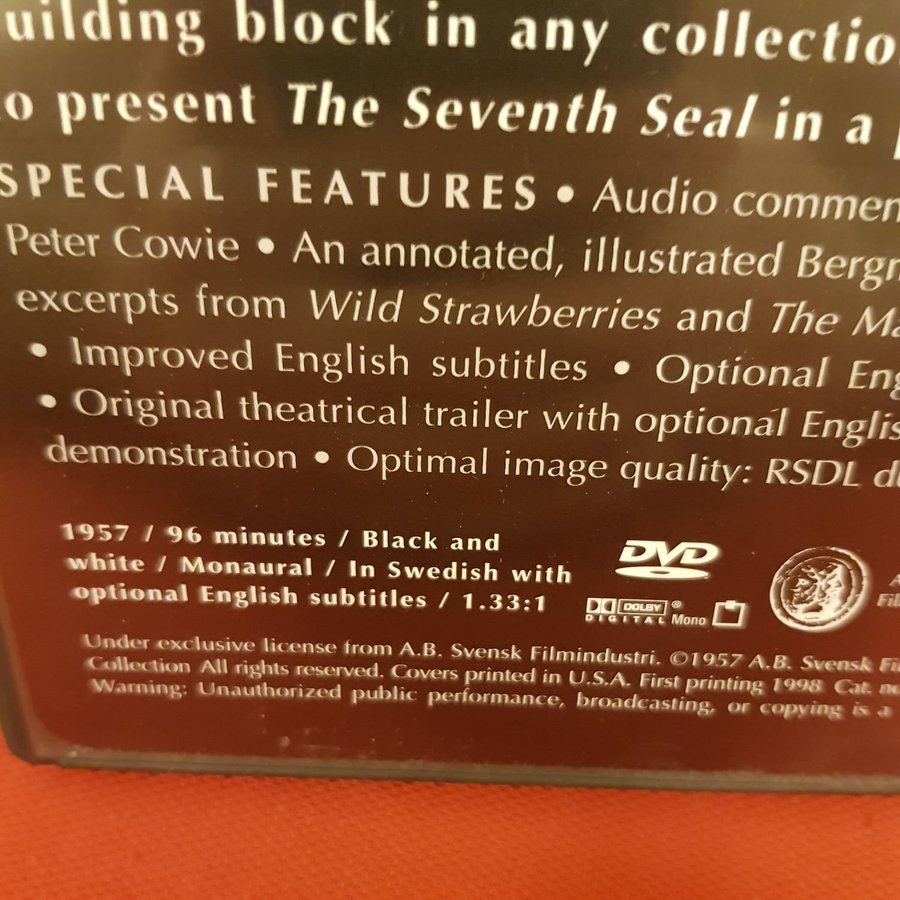 uilding block in any collectio
o present The Seventh Seal in a
SPECIAL FEATURES • Audio commen
Peter Cowie • An annotated, illustrated Bergm
excerpts from Wild Strawberries and The Ma
• Improved English subtitles • Optional Eng
• Original theatrical trailer with optional Englis
demonstration • Optimal image quality: RSDL d
1957 / 96 minutes / Black and
white / Monaural / In Swedish with
optional English subtitles / 1.33:1
DVD
DOLBY
DIGITAL Mono
Under exclusive license from A.B. Svensk Filmindustri. ©1957 A.B. Svensk Fi
Collection All rights reserved. Covers printed in U.S.A. First printing 1998 Cat. no
Warning: Unauthorized public performance, broadcasting, or copying is a